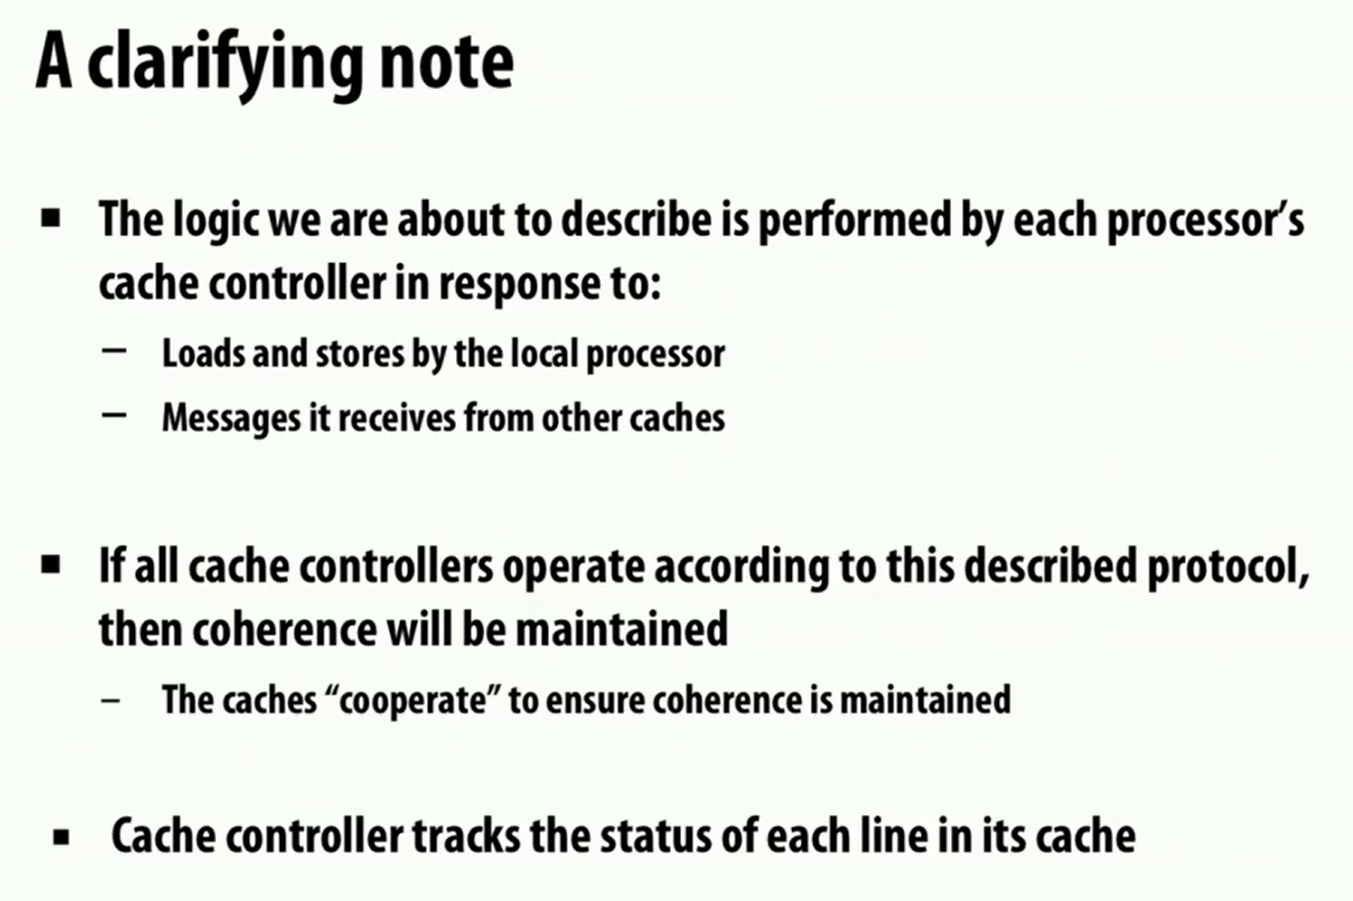 A clarifying note
▪ The logic we are about to describe is performed by each processor’s
cache controller in response to:
– Loads and stores by the local processor
– Messages it receives from other caches
▪ If all cache controllers operate according to this described protocol,
then coherence will be maintained
– The caches “cooperate” to ensure coherence is maintained
▪ Cache controller tracks the status of each line in its cache